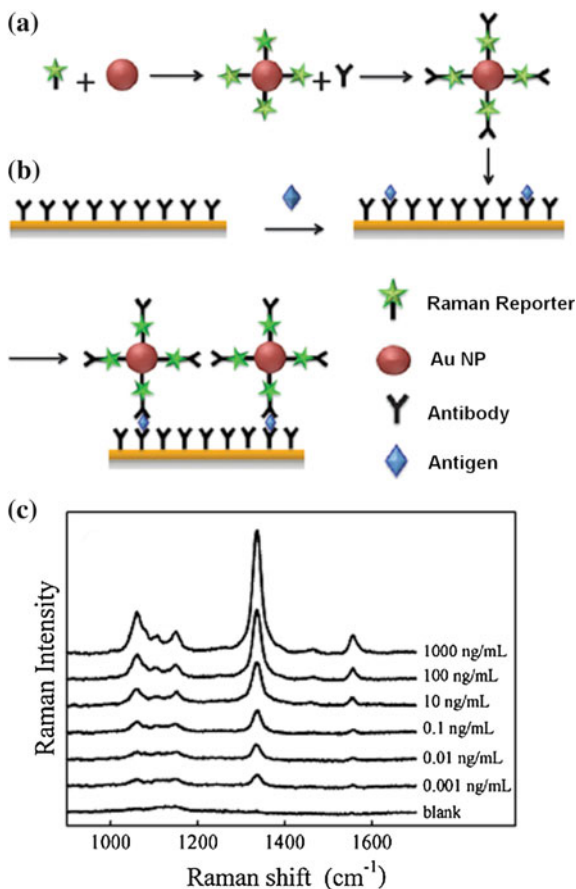 (a)
+
+
(b)
Raman Reporter
Au NP
Antibody
Antigen
(c)
Raman Intensity
1000 ng/mL
100 ng/mL
10 ng/mL
0.1 ng/mL
0.01 ng/mL
0.001 ng/mL
blank
1000 1200 1400 1600
Raman shift (cm⁻¹)